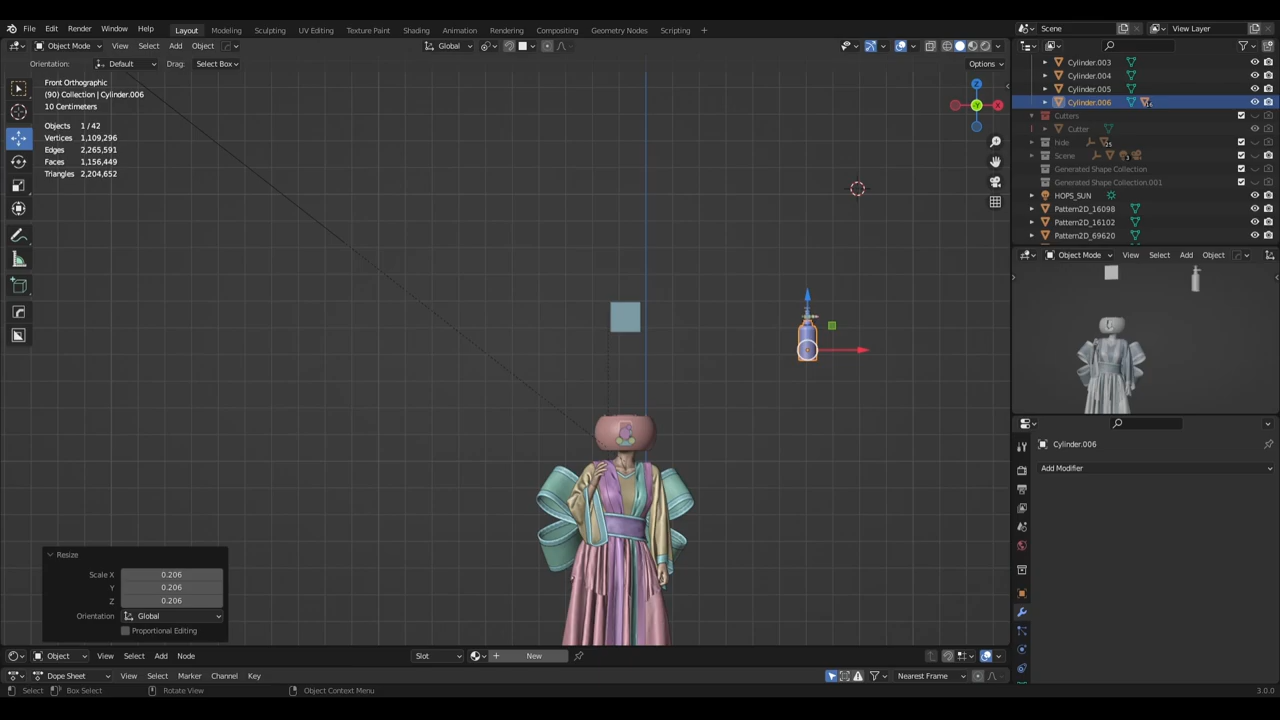 File Edit Render Window Help Layout Modeling Sculpting UV Editing Texture Paint Shading Animation Rendering Compositing Geometry Nodes Scripting Scene View Layer
Object Mode View Select Add Object Global
Orientation: Default Drag: Select Box Options
Front Orthographic
(90) Collection | Cylinder.006
10 Centimeters
Objects 1 / 42
Vertices 1,109,296
Edges 2,265,591
Faces 1,156,449
Triangles 2,204,652
Z
Y
X
Cylinder.003
Cylinder.004
Cylinder.005
Cylinder.006
Cutters
Cutter
hide
Scene
Generated Shape Collection
Generated Shape Collection.001
HOPS_SUN
Pattern2D_16098
Pattern2D_16102
Pattern2D_69620
Object Mode View Select Add Object
Cylinder.006
Add Modifier
Resize
Scale X 0.206
Y 0.206
Z 0.206
Orientation Global
Proportional Editing
Object View Select Add Node Slot New
Dope Sheet View Select Marker Channel Key Nearest Frame
Select Box Select Rotate View Object Context Menu 3.0.0